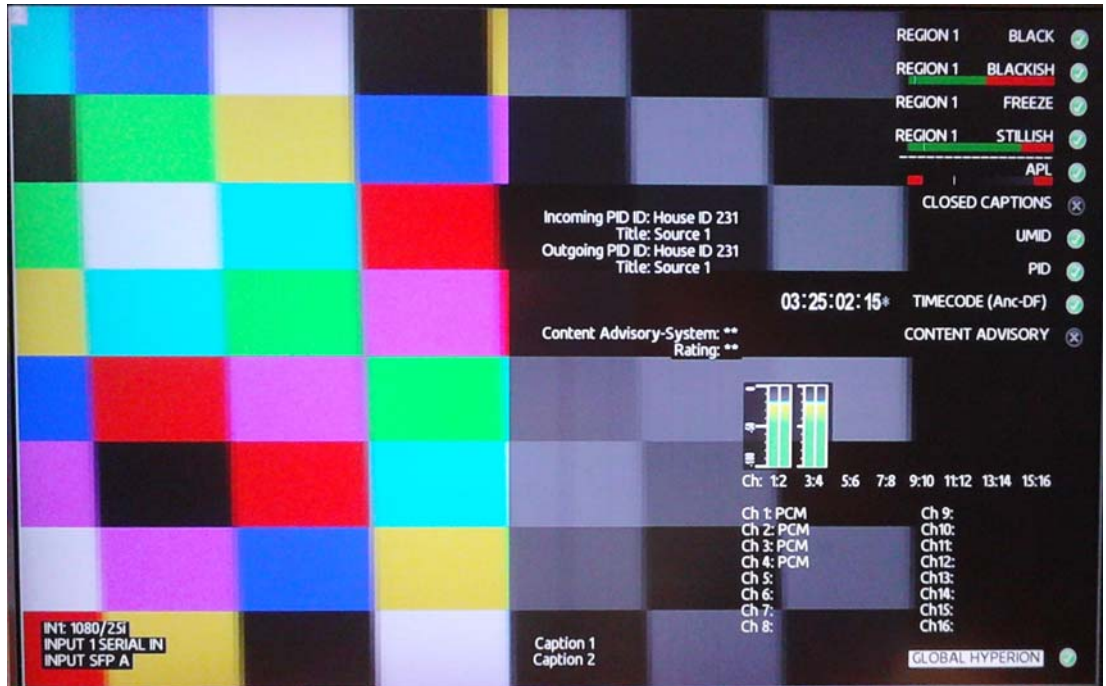 REGION 1 BLACK
REGION 1 BLACKISH
REGION 1 FREEZE
REGION 1 STILLISH
APL
CLOSED CAPTIONS
Incoming PID ID: House ID 231
Title: Source 1
Outgoing PID ID: House ID 231
Title: Source 1
UMID
PID
03:25:02:15* TIMECODE (Anc-DF)
Content Advisory-System: **
Rating: **
CONTENT ADVISORY
0
-50
-100
Ch: 1:2 3:4 5:6 7:8 9:10 11:12 13:14 15:16
Ch 1: PCM Ch 9:
Ch 2: PCM Ch10:
Ch 3: PCM Ch11:
Ch 4: PCM Ch12:
Ch 5: Ch13:
Ch 6: Ch14:
Ch 7: Ch15:
Ch 8: Ch16:
IN1: 1080/25i
INPUT 1 SERIAL IN
INPUT SFP A
Caption 1
Caption 2
GLOBAL HYPERION